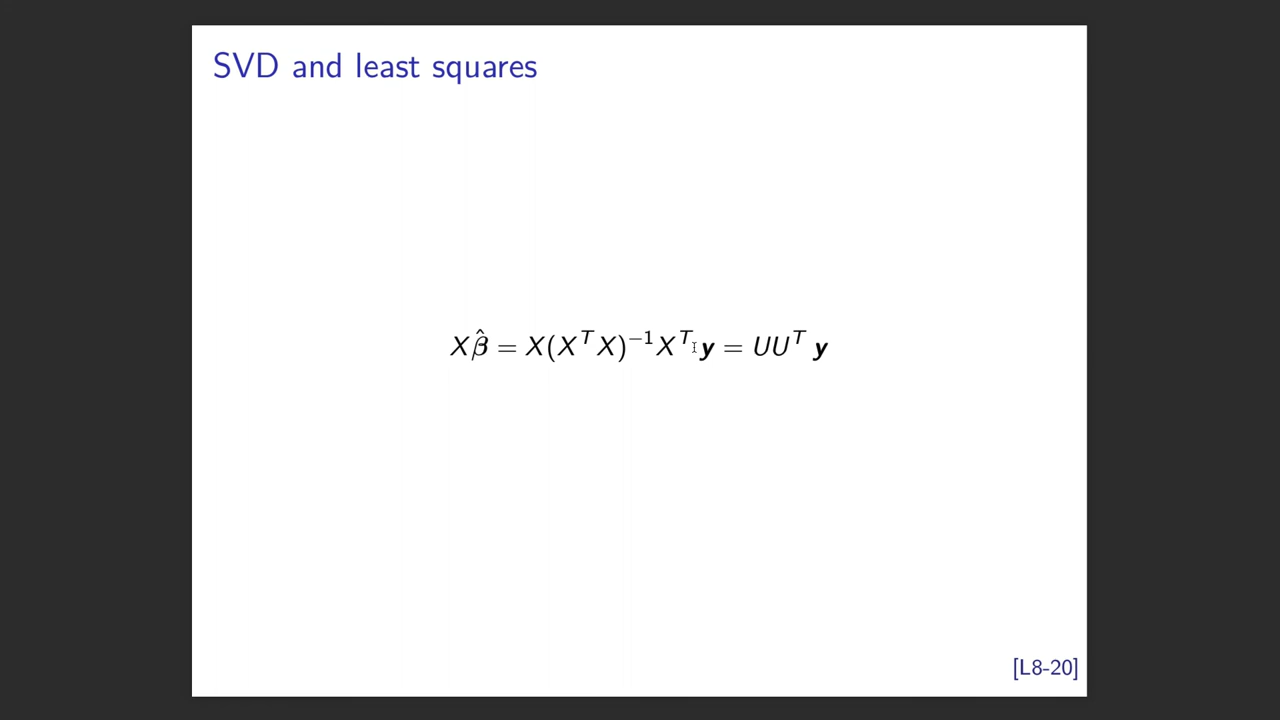 SVD and least squares
Xβ̂ = X(XᵀX)⁻¹Xᵀy = UUᵀy
[L8-20]